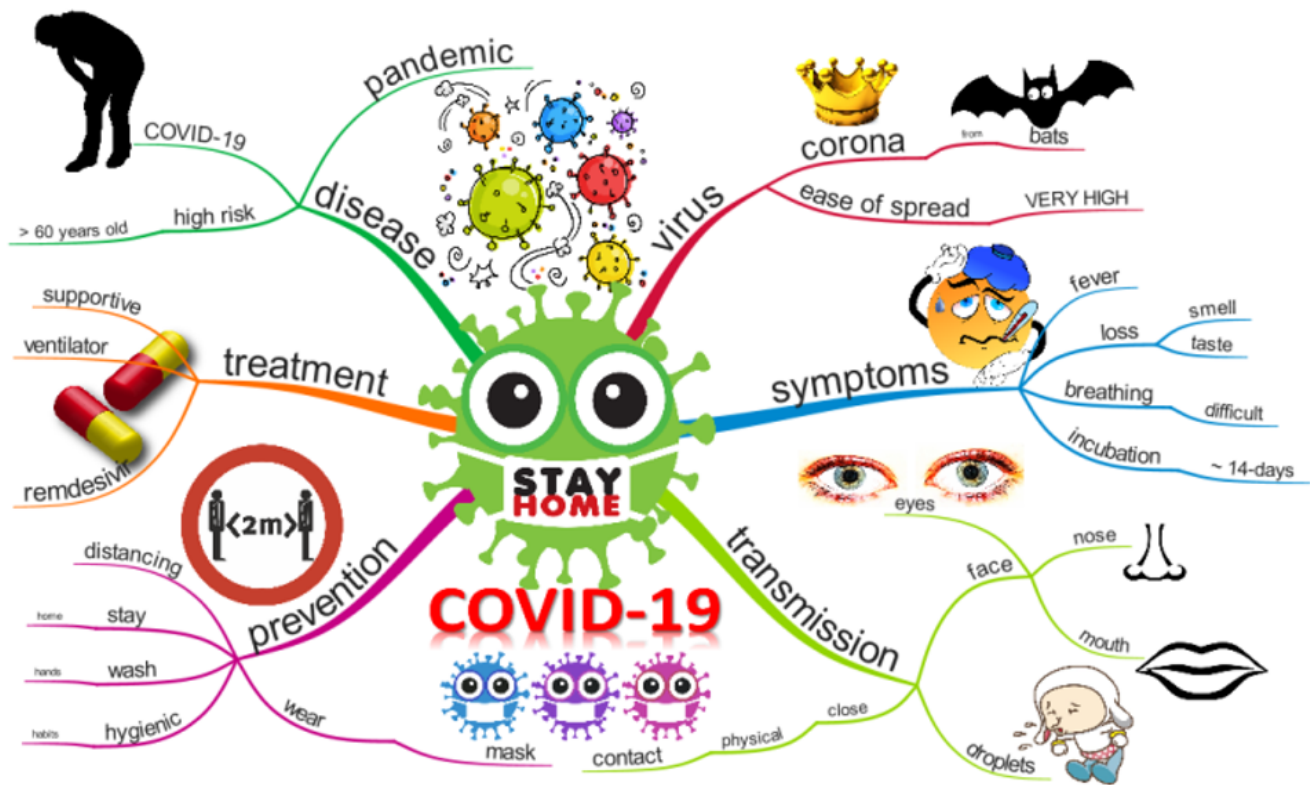 pandemic
COVID-19
disease
high risk
> 60 years old
virus
corona
from
bats
ease of spread
VERY HIGH
treatment
supportive
ventilator
remdesivir
symptoms
fever
loss
smell
taste
breathing
difficult
incubation
~ 14-days
STAY
HOME
COVID-19
<2m>
prevention
distancing
stay
home
wash
hands
hygienic
habits
wear
mask
transmission
face
eyes
nose
mouth
close
physical
contact
droplets